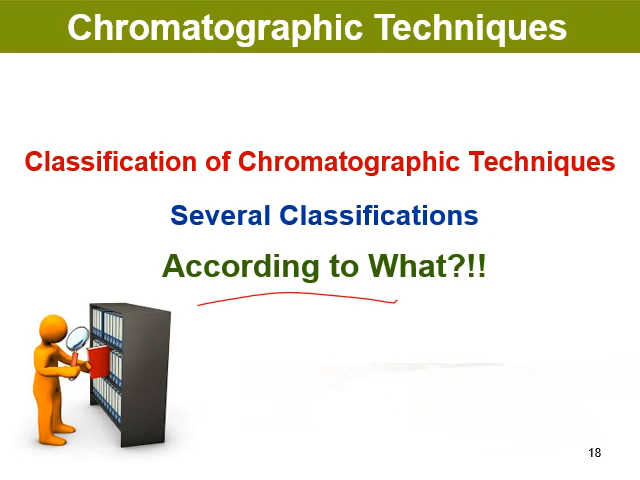 Chromatographic Techniques
Classification of Chromatographic Techniques
Several Classifications
According to What?!!
18